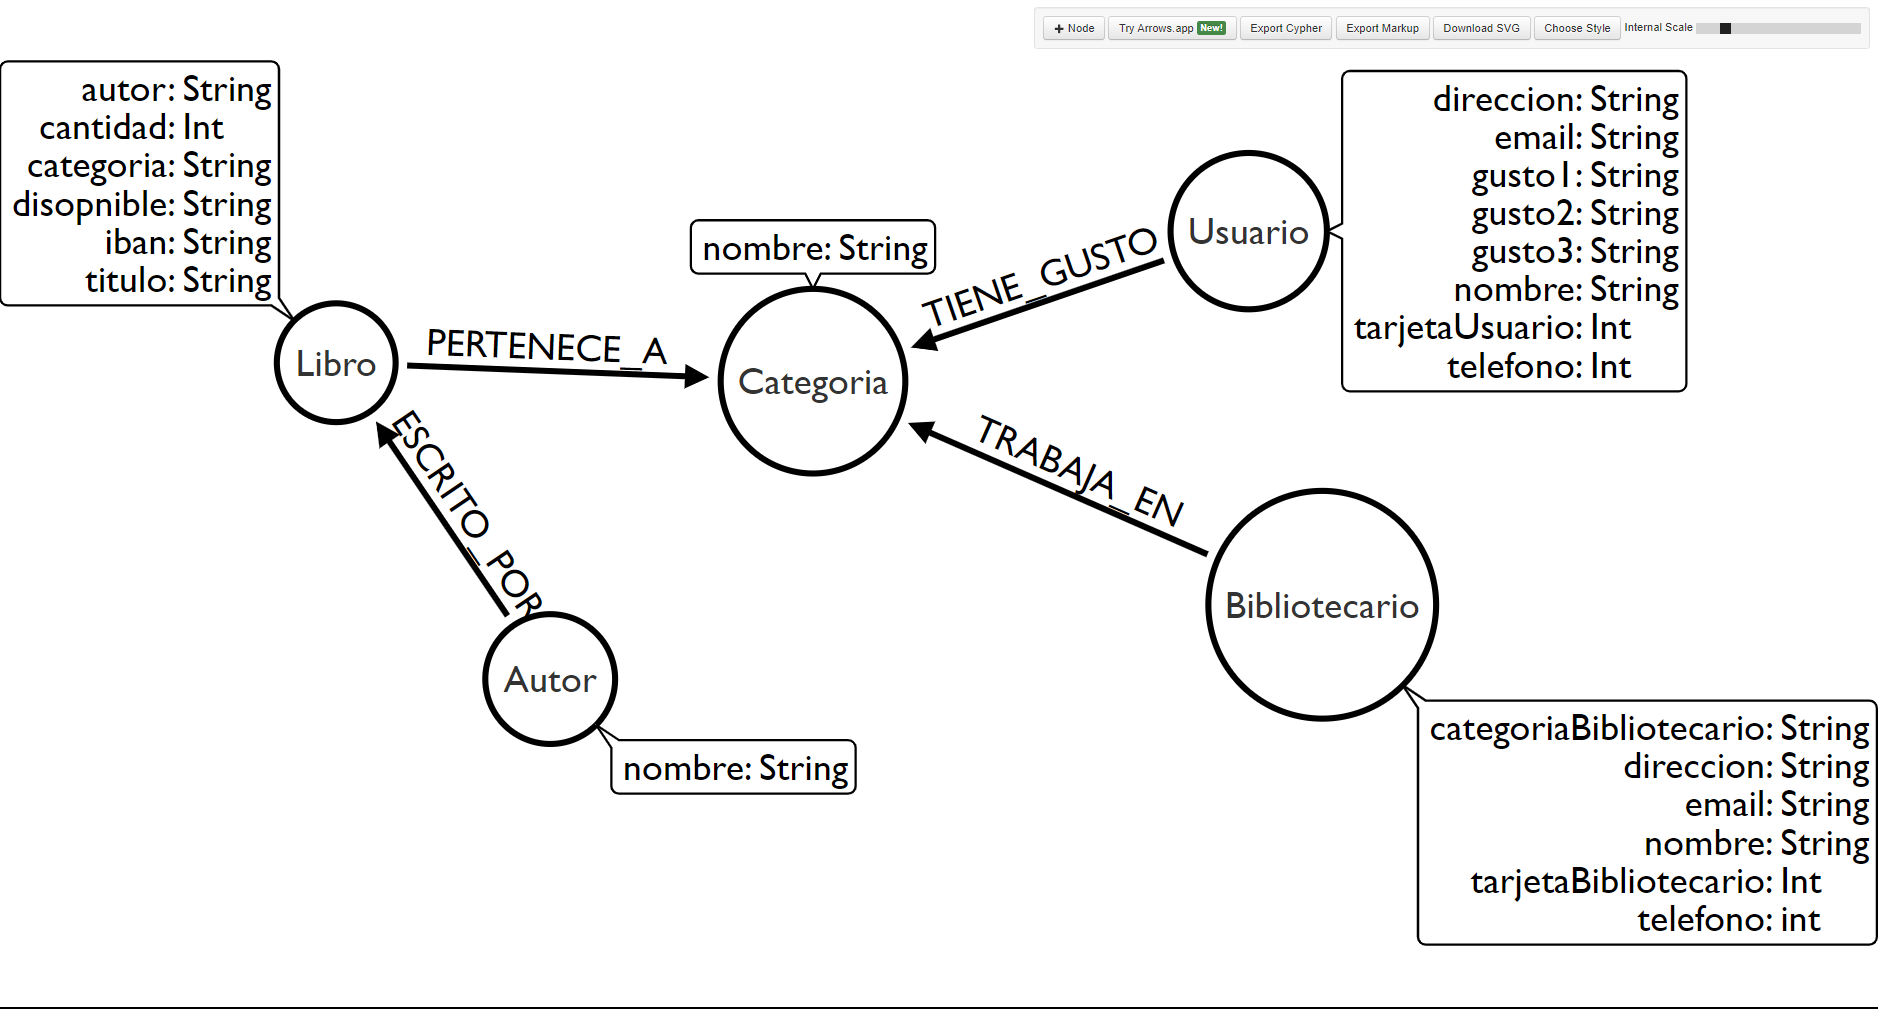 + Node
Try Arrows.app New!
Export Cypher
Export Markup
Download SVG
Choose Style
Internal Scale
autor: String
cantidad: Int
categoria: String
disopnible: String
iban: String
titulo: String
Libro
PERTENECE_A
nombre: String
Categoria
TIENE_GUSTO
Usuario
direccion: String
email: String
gusto1: String
gusto2: String
gusto3: String
nombre: String
tarjetaUsuario: Int
telefono: Int
ESCRITO_POR
TRABAJA_EN
Autor
nombre: String
Bibliotecario
categoriaBibliotecario: String
direccion: String
email: String
nombre: String
tarjetaBibliotecario: Int
telefono: int